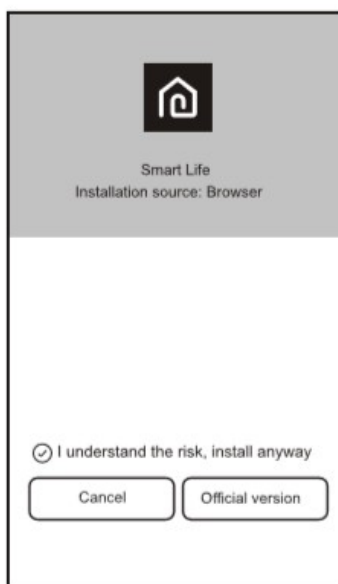 Smart Life
Installation source: Browser
I understand the risk, install anyway
Cancel
Official version